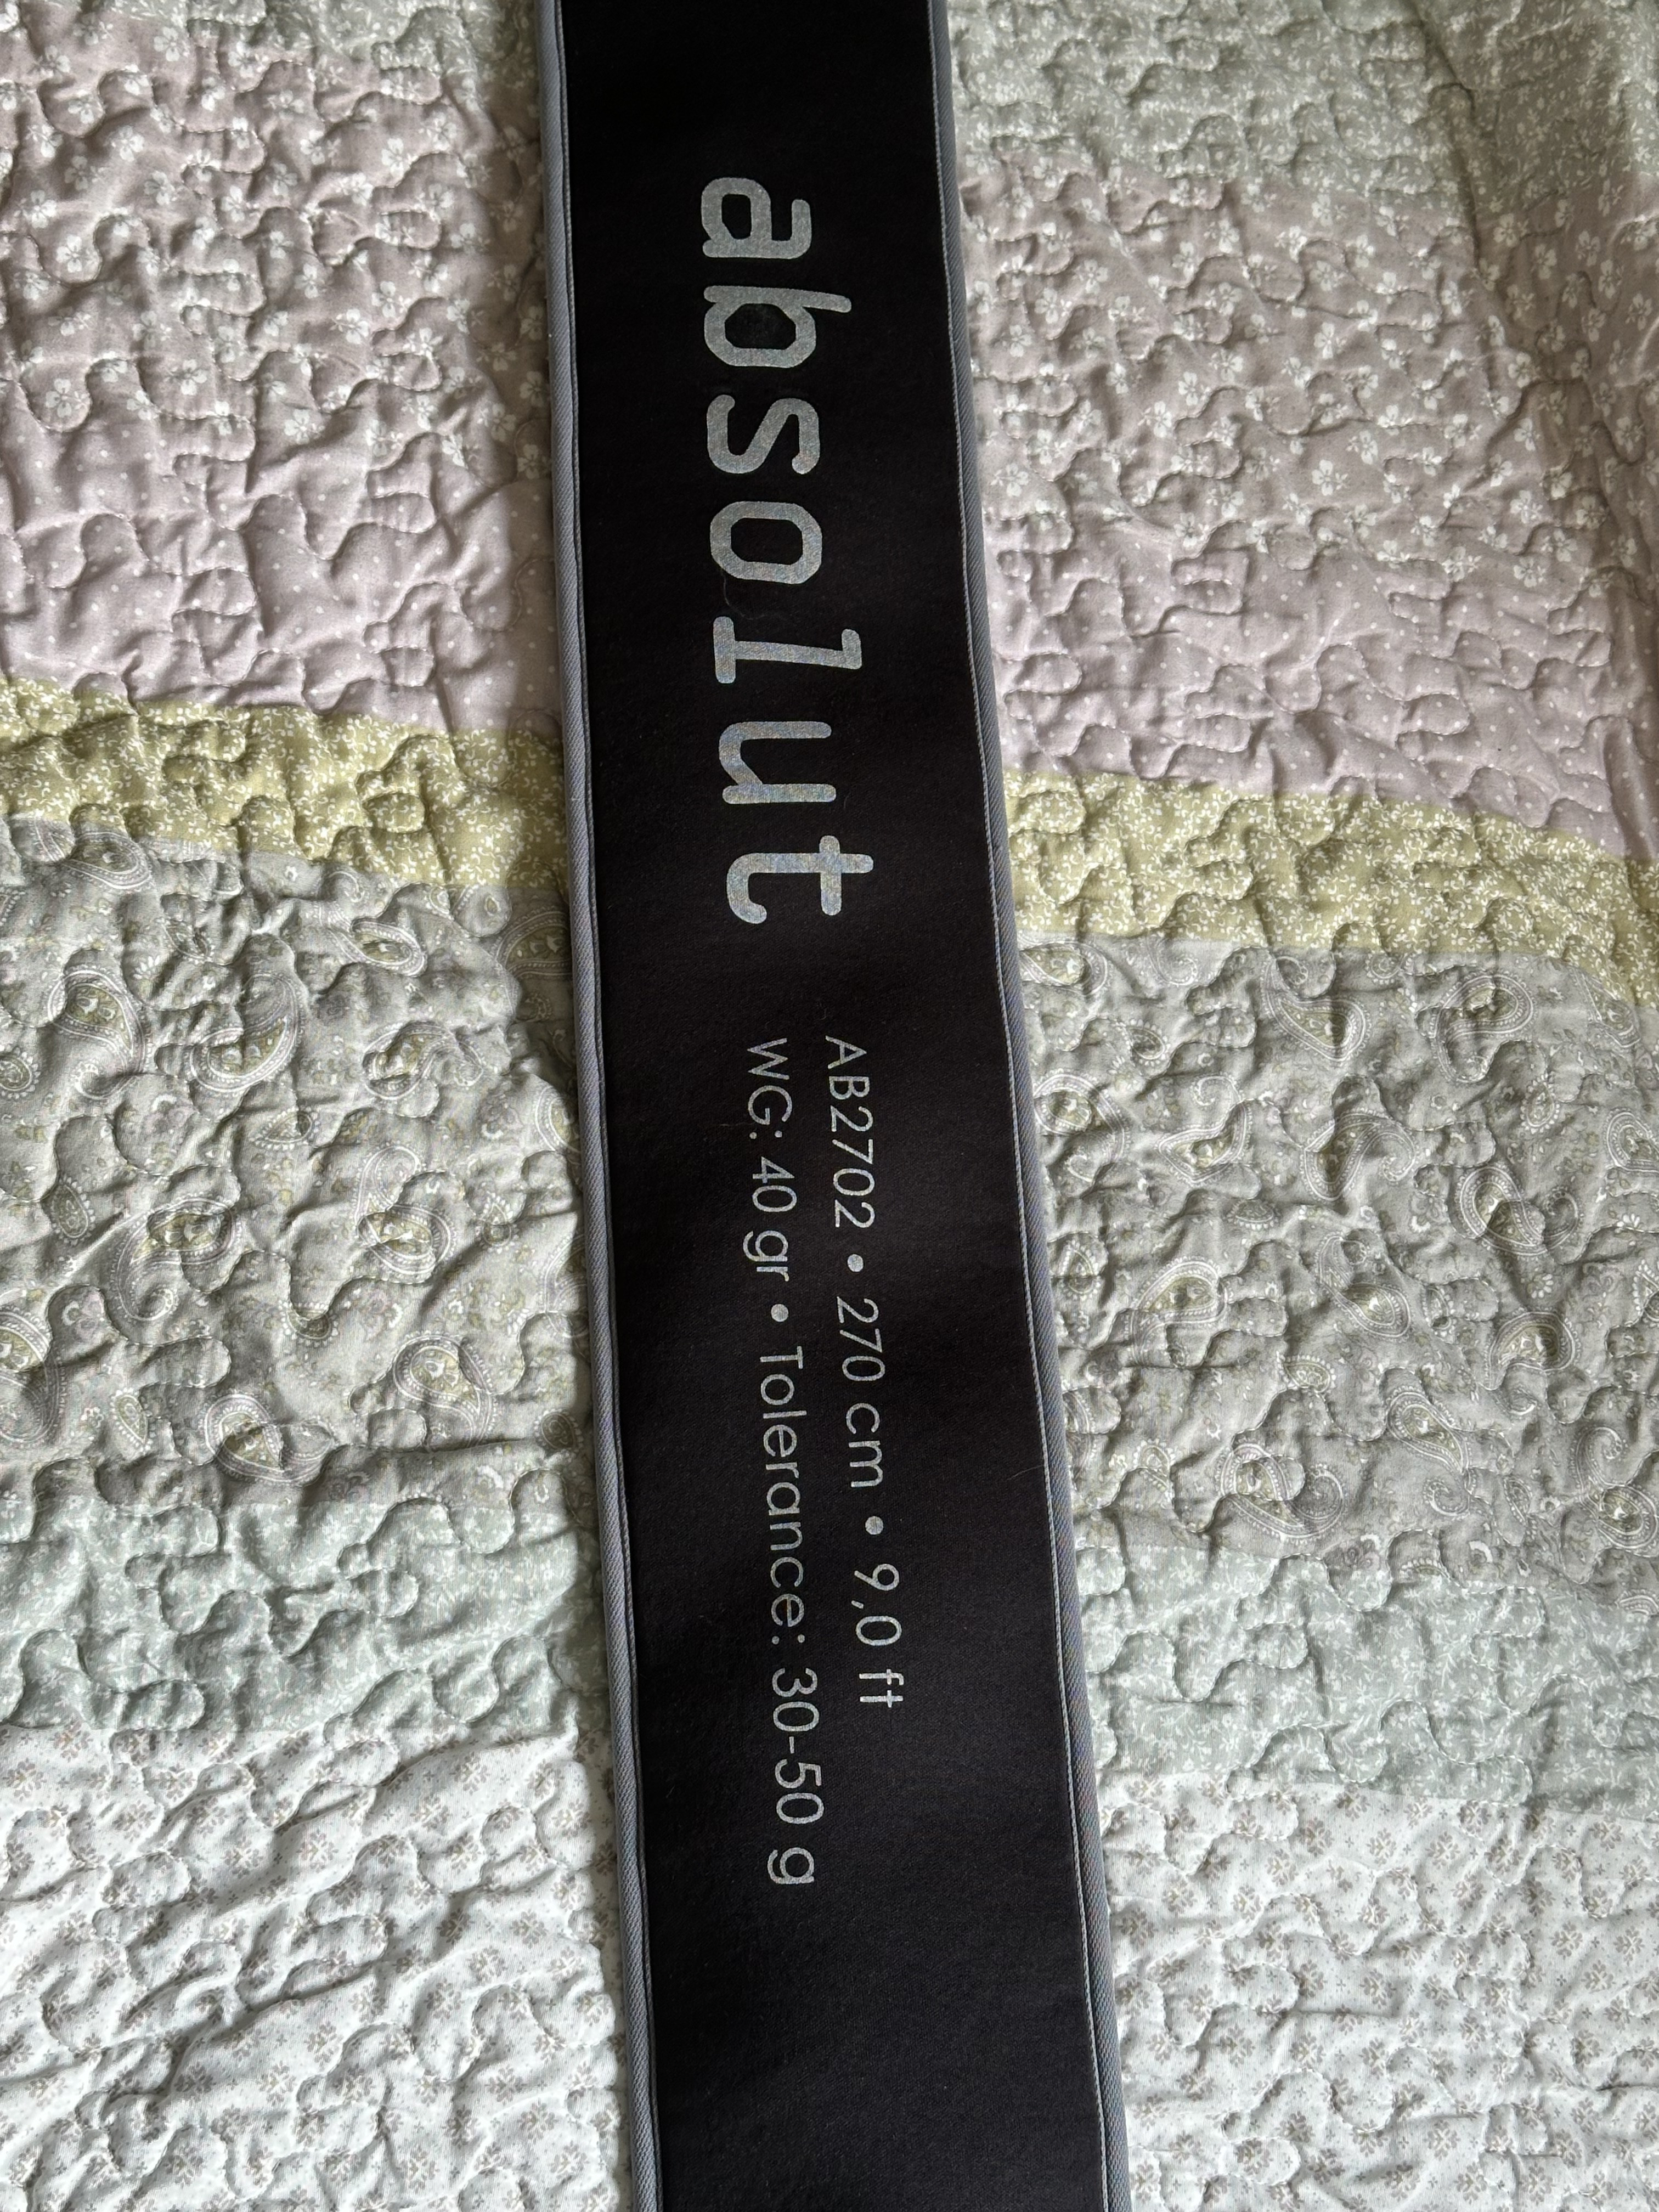 absolut
AB2702 • 270 cm • 9,0 ft
WG: 40 gr • Tolerance: 30-50 g